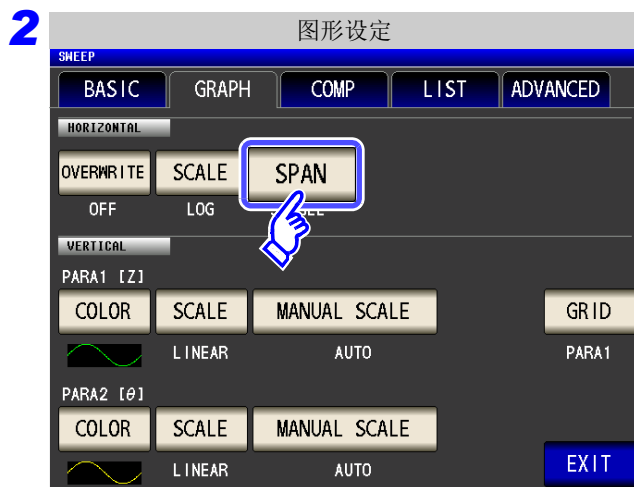 2
图形设定
SWEEP
BASIC GRAPH COMP LIST ADVANCED
HORIZONTAL
OVERWRITE SCALE SPAN
OFF LOG
VERTICAL
PARA1 [Z]
COLOR SCALE MANUAL SCALE GRID
LINEAR AUTO PARA1
PARA2 [θ]
COLOR SCALE MANUAL SCALE
LINEAR AUTO EXIT